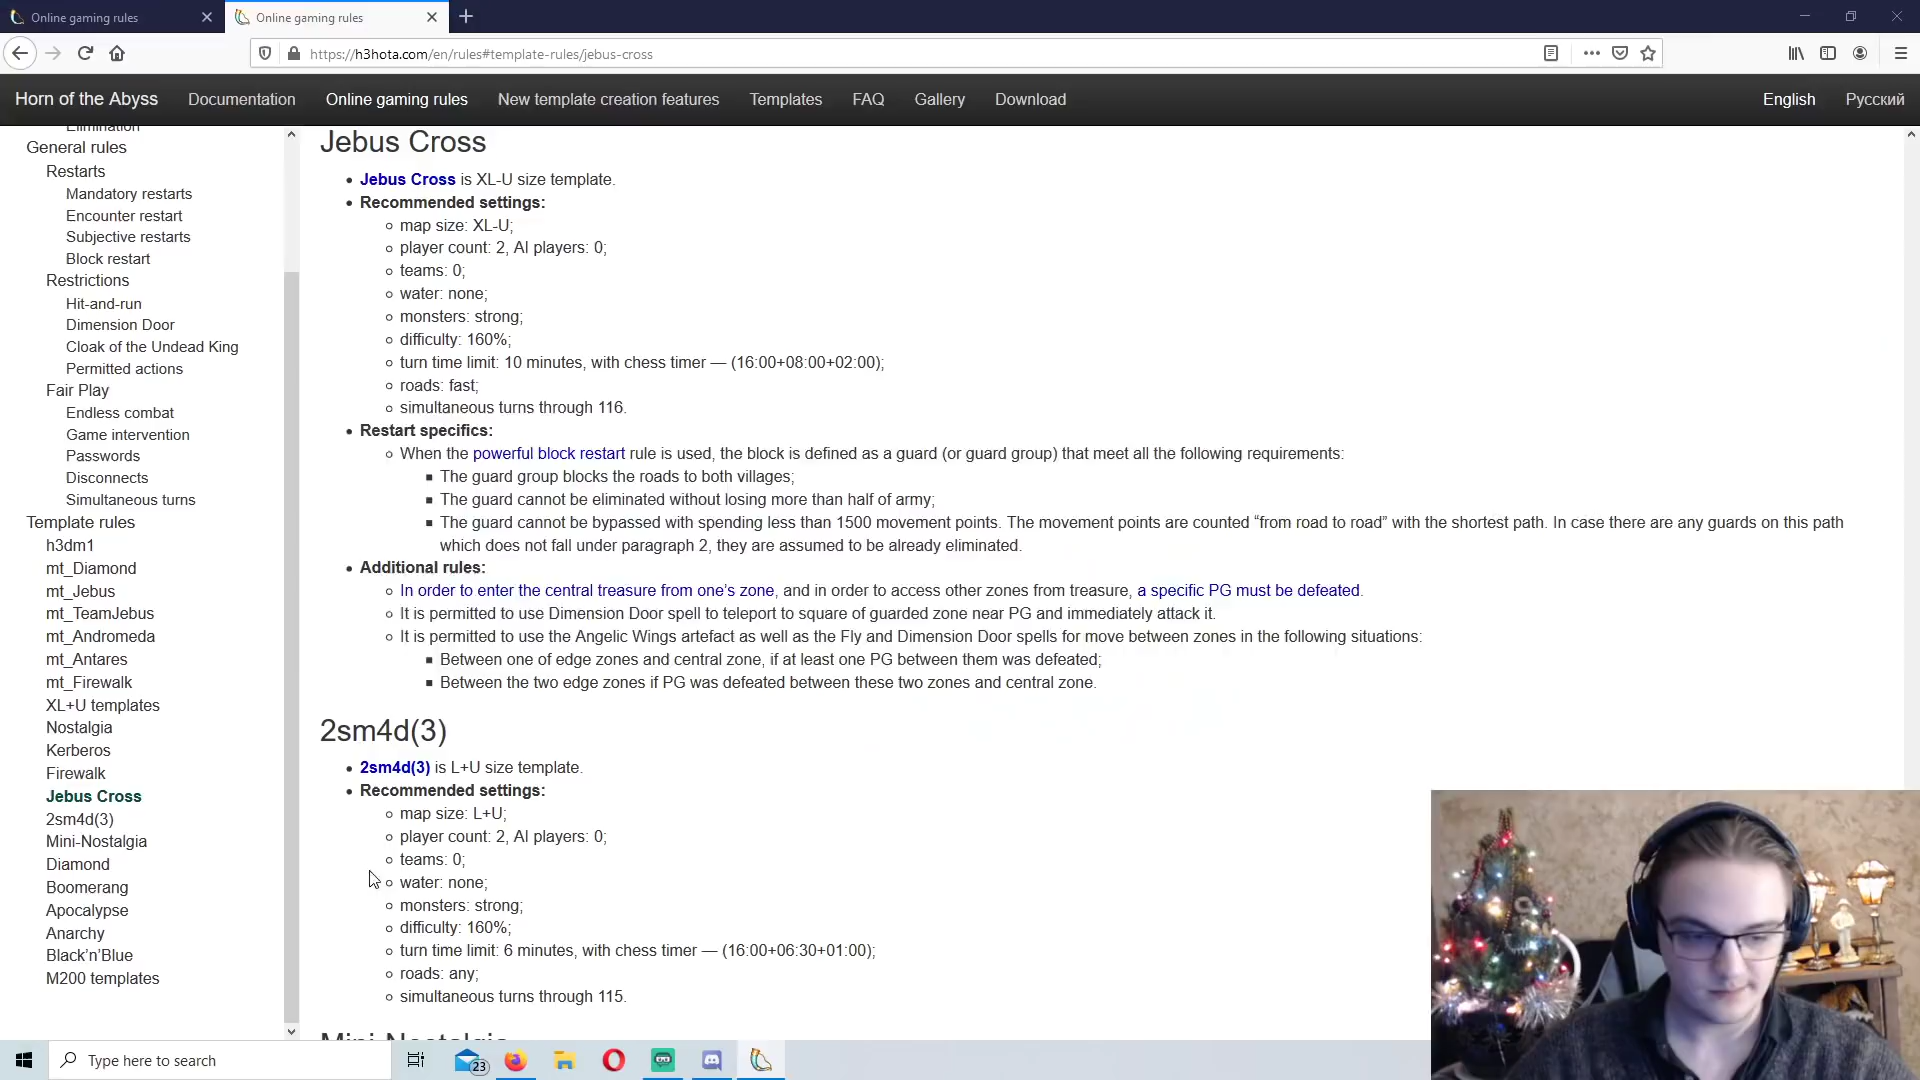 Online gaming rules
Online gaming rules
https://h3hota.com/en/rules#template-rules/jebus-cross
Horn of the Abyss
Documentation
Online gaming rules
New template creation features
Templates
FAQ
Gallery
Download
English
Русский
Elimination
General rules
Restarts
Mandatory restarts
Encounter restart
Subjective restarts
Block restart
Restrictions
Hit-and-run
Dimension Door
Cloak of the Undead King
Permitted actions
Fair Play
Endless combat
Game intervention
Passwords
Disconnects
Simultaneous turns
Template rules
h3dm1
mt_Diamond
mt_Jebus
mt_TeamJebus
mt_Andromeda
mt_Antares
mt_Firewalk
XL+U templates
Nostalgia
Kerberos
Firewalk
Jebus Cross
2sm4d(3)
Mini-Nostalgia
Diamond
Boomerang
Apocalypse
Anarchy
Black’n’Blue
M200 templates
Jebus Cross
Jebus Cross is XL-U size template.
Recommended settings:
map size: XL-U;
player count: 2, AI players: 0;
teams: 0;
water: none;
monsters: strong;
difficulty: 160%;
turn time limit: 10 minutes, with chess timer — (16:00+08:00+02:00);
roads: fast;
simultaneous turns through 116.
Restart specifics:
When the powerful block restart rule is used, the block is defined as a guard (or guard group) that meet all the following requirements:
The guard group blocks the roads to both villages;
The guard cannot be eliminated without losing more than half of army;
The guard cannot be bypassed with spending less than 1500 movement points. The movement points are counted “from road to road” with the shortest path. In case there are any guards on this path
which does not fall under paragraph 2, they are assumed to be already eliminated.
Additional rules:
In order to enter the central treasure from one’s zone, and in order to access other zones from treasure, a specific PG must be defeated.
It is permitted to use Dimension Door spell to teleport to square of guarded zone near PG and immediately attack it.
It is permitted to use the Angelic Wings artefact as well as the Fly and Dimension Door spells for move between zones in the following situations:
Between one of edge zones and central zone, if at least one PG between them was defeated;
Between the two edge zones if PG was defeated between these two zones and central zone.
2sm4d(3)
2sm4d(3) is L+U size template.
Recommended settings:
map size: L+U;
player count: 2, AI players: 0;
teams: 0;
water: none;
monsters: strong;
difficulty: 160%;
turn time limit: 6 minutes, with chess timer — (16:00+06:30+01:00);
roads: any;
simultaneous turns through 115.
Mini-Nostalgia
Type here to search
23